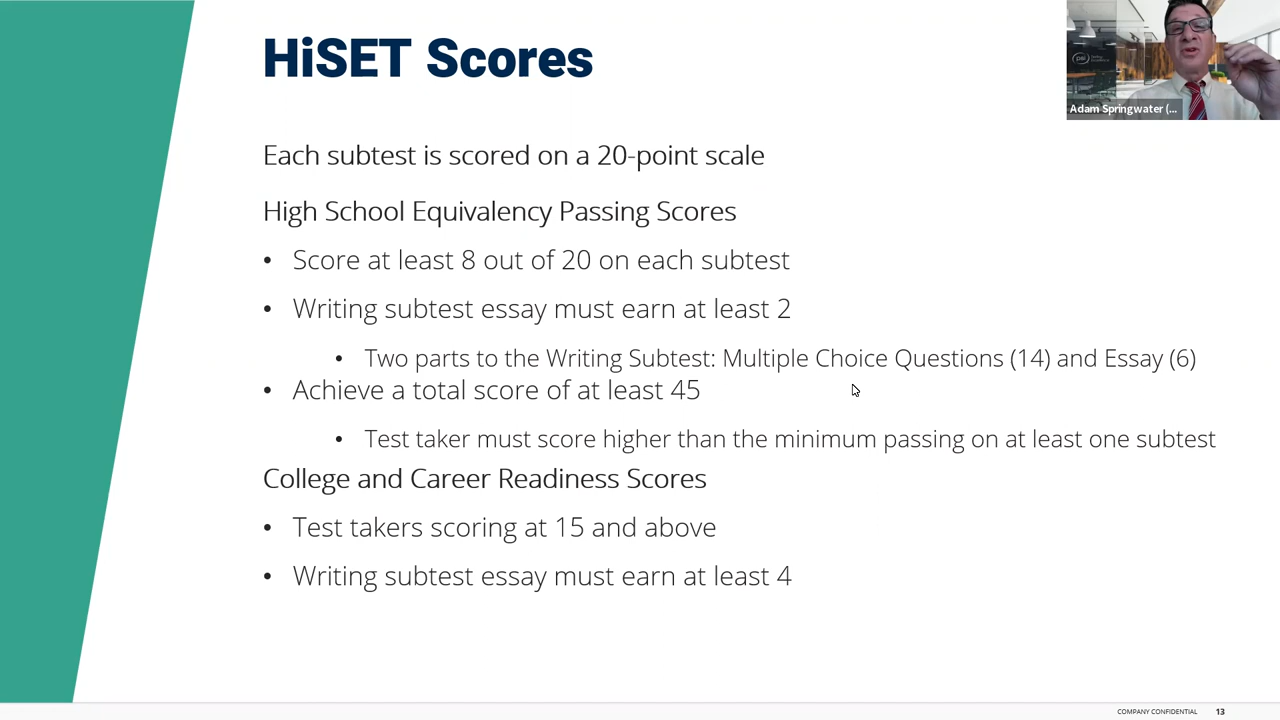 HiSET Scores
Adam Springwater (...
Each subtest is scored on a 20-point scale
High School Equivalency Passing Scores
• Score at least 8 out of 20 on each subtest
• Writing subtest essay must earn at least 2
• Two parts to the Writing Subtest: Multiple Choice Questions (14) and Essay (6)
• Achieve a total score of at least 45
• Test taker must score higher than the minimum passing on at least one subtest
College and Career Readiness Scores
• Test takers scoring at 15 and above
• Writing subtest essay must earn at least 4
COMPANY CONFIDENTIAL 13